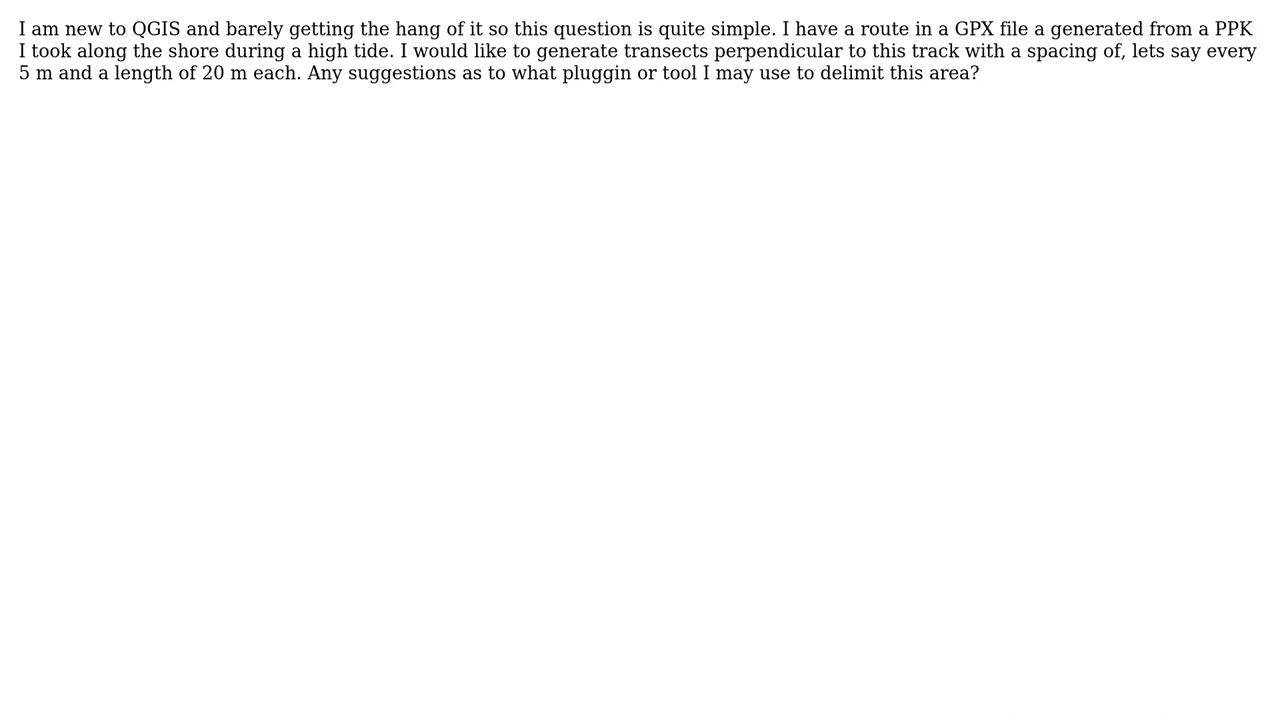 I am new to QGIS and barely getting the hang of it so this question is quite simple. I have a route in a GPX file a generated from a PPK
I took along the shore during a high tide. I would like to generate transects perpendicular to this track with a spacing of, lets say every
5 m and a length of 20 m each. Any suggestions as to what pluggin or tool I may use to delimit this area?